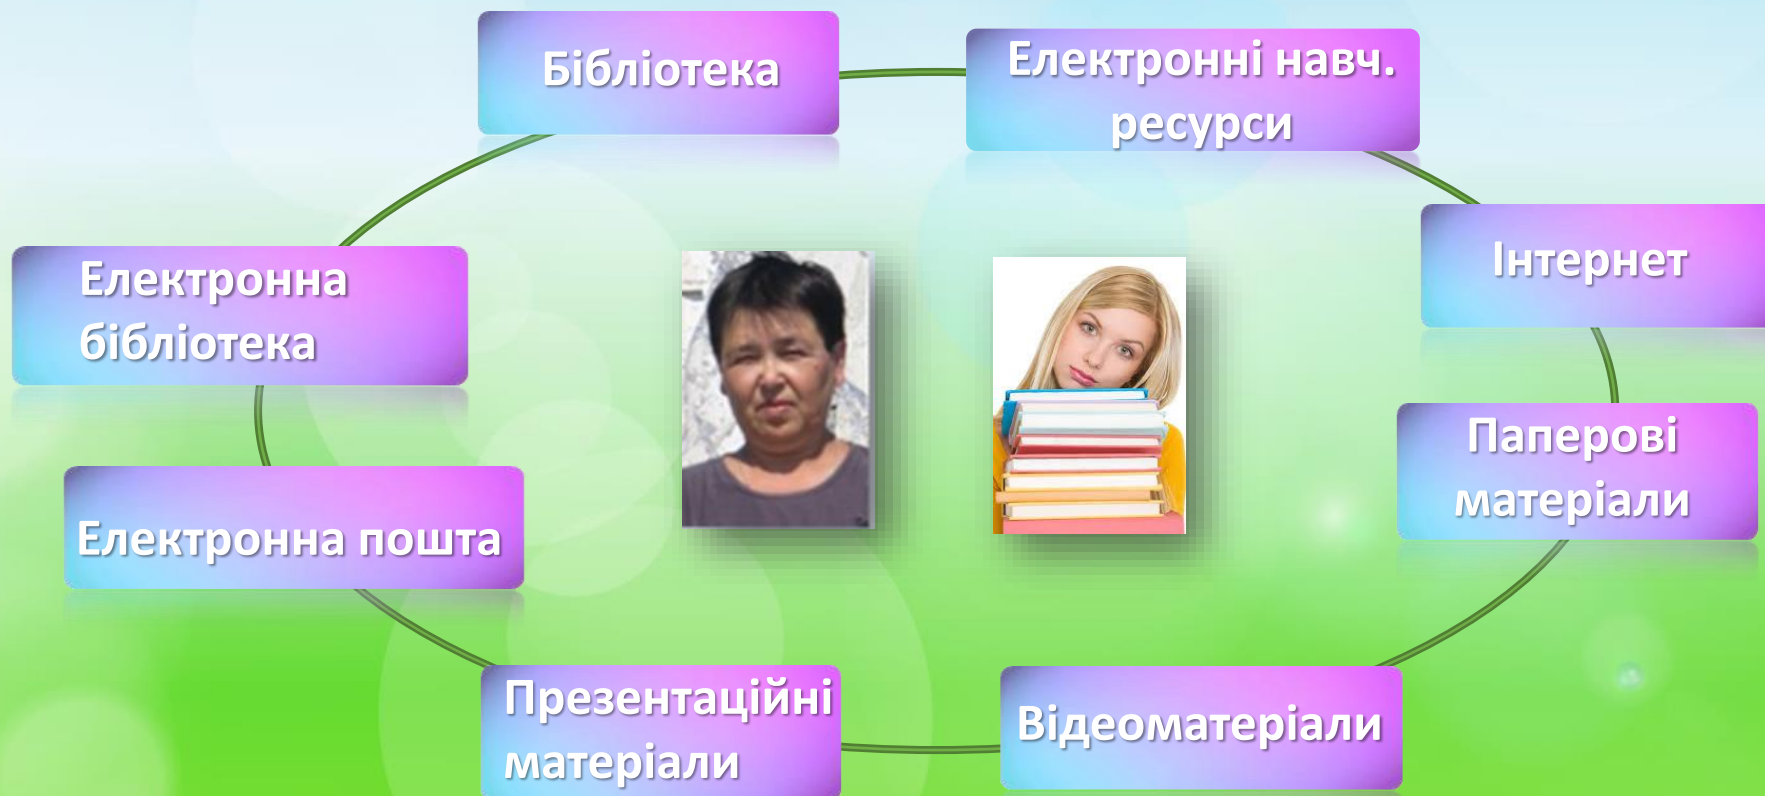 Бібліотека
Електронні навч.
ресурси
Інтернет
Паперові
матеріали
Відеоматеріали
Презентаційні
матеріали
Електронна пошта
Електронна
бібліотека